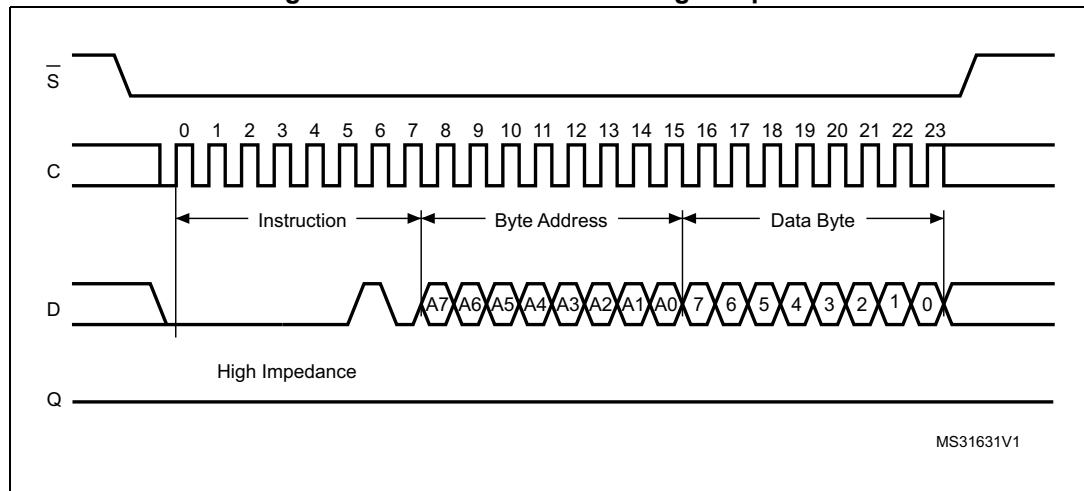 S
0 1 2 3 4 5 6 7 8 9 10 11 12 13 14 15 16 17 18 19 20 21 22 23
C
Instruction Byte Address Data Byte
D A7 A6 A5 A4 A3 A2 A1 A0 7 6 5 4 3 2 1 0
High Impedance
Q
MS31631V1